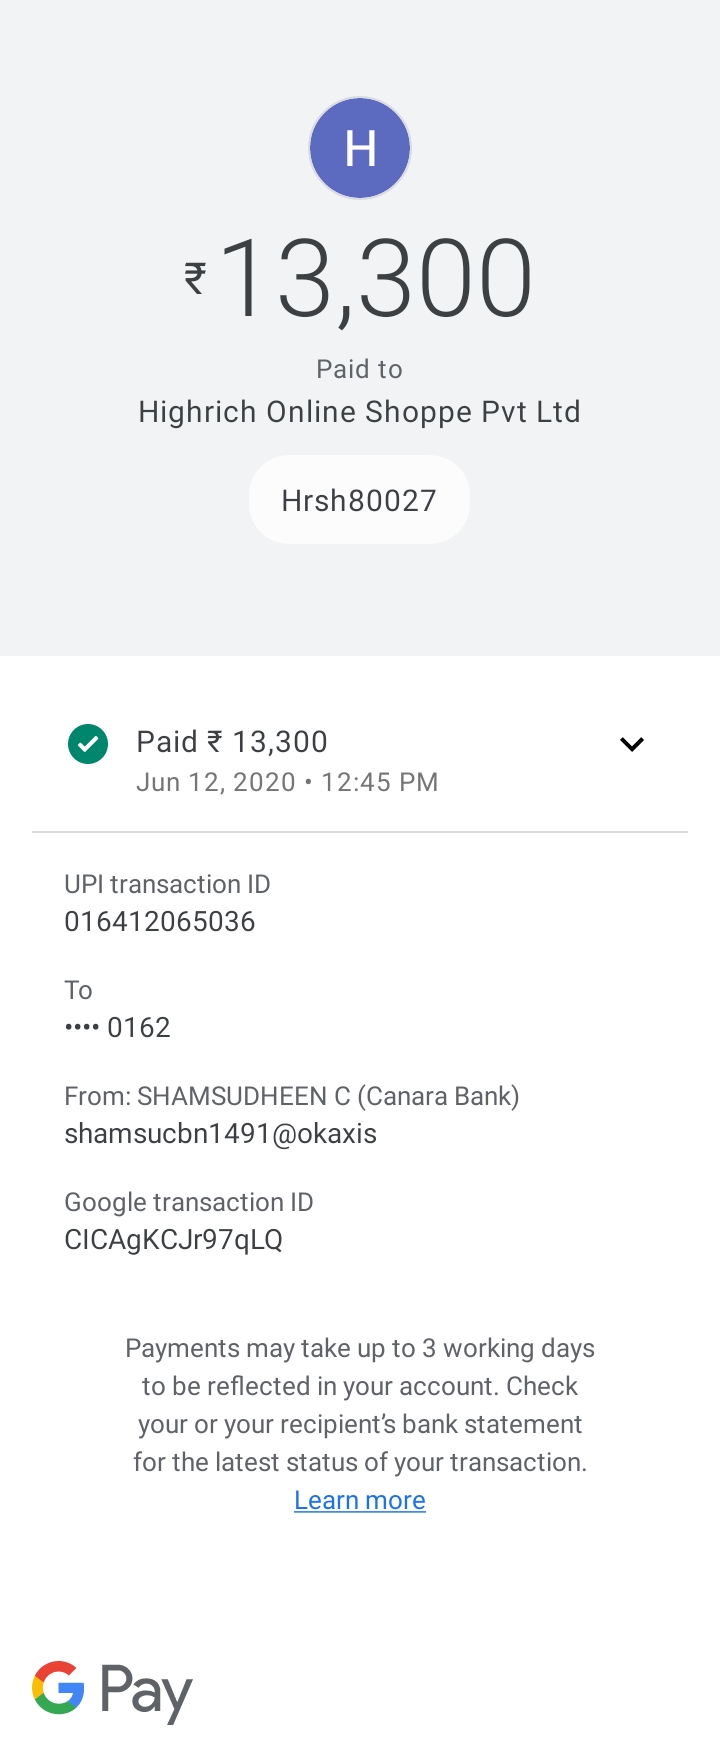 H
₹13,300
Paid to
Highrich Online Shoppe Pvt Ltd
Hrsh80027
Paid ₹ 13,300
Jun 12, 2020 • 12:45 PM
UPI transaction ID
016412065036
To
•••• 0162
From: SHAMSUDHEEN C (Canara Bank)
shamsucbn1491@okaxis
Google transaction ID
CICAgKCJr97qLQ
Payments may take up to 3 working days
to be reflected in your account. Check
your or your recipient’s bank statement
for the latest status of your transaction.
Learn more
G Pay